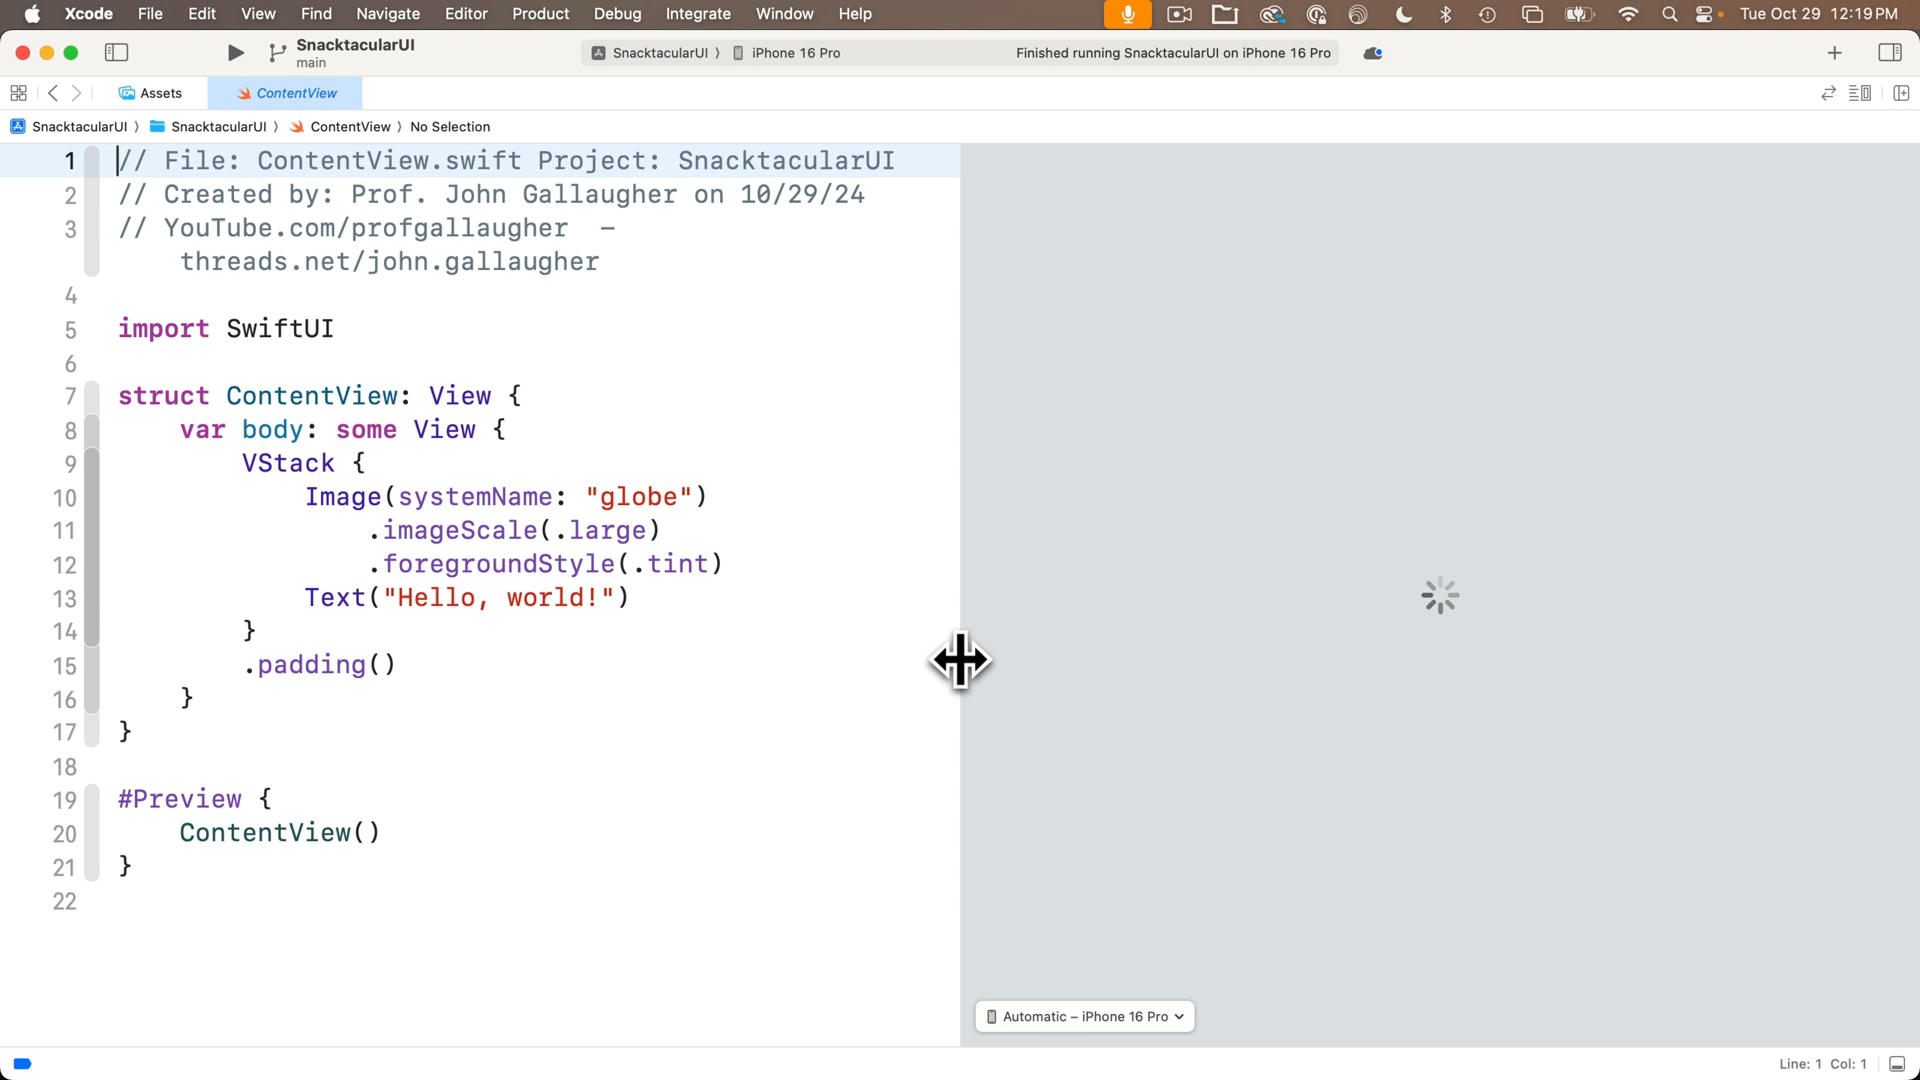 Xcode File Edit View Find Navigate Editor Product Debug Integrate Window Help Tue Oct 29 12:19 PM
SnacktacularUI
main
SnacktacularUI 〉 iPhone 16 Pro
Finished running SnacktacularUI on iPhone 16 Pro
Assets
ContentView
SnacktacularUI 〉 SnacktacularUI 〉 ContentView 〉 No Selection
1 // File: ContentView.swift Project: SnacktacularUI
2 // Created by: Prof. John Gallaugher on 10/29/24
3 // YouTube.com/profgallaugher –
threads.net/john.gallaugher
4
5 import SwiftUI
6
7 struct ContentView: View {
8 var body: some View {
9 VStack {
10 Image(systemName: "globe")
11 .imageScale(.large)
12 .foregroundStyle(.tint)
13 Text("Hello, world!")
14 }
15 .padding()
16 }
17 }
18
19 #Preview {
20 ContentView()
21 }
22
Automatic – iPhone 16 Pro
Line: 1 Col: 1